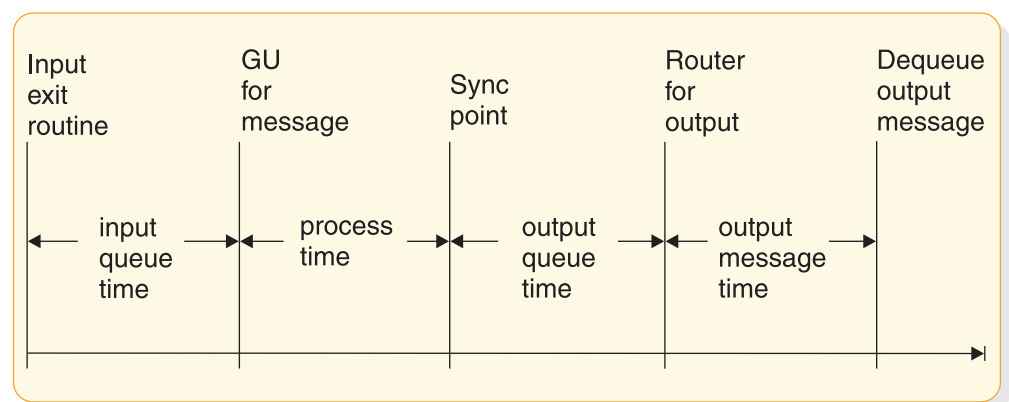 Input
exit
routine
GU
for
message
Sync
point
Router
for
output
Dequeue
output
message
input
queue
time
process
time
output
queue
time
output
message
time